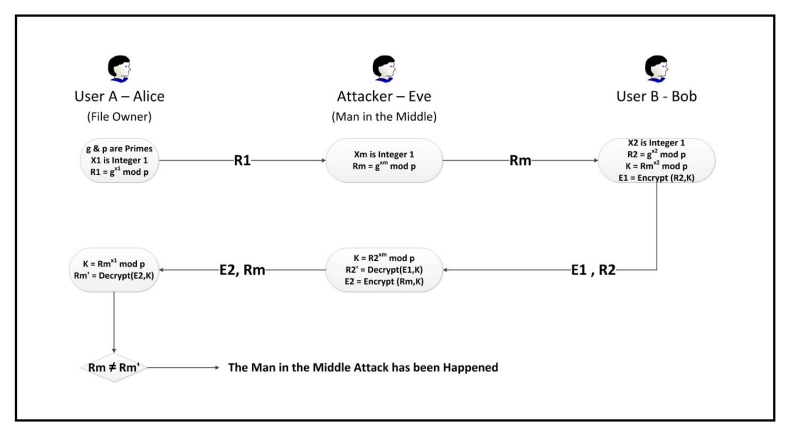 User A – Alice
(File Owner)
Attacker – Eve
(Man in the Middle)
User B - Bob
g & p are Primes
X1 is Integer 1
R1 = g^x1 mod p
R1
Xm is Integer 1
Rm = g^xm mod p
Rm
X2 is Integer 1
R2 = g^x2 mod p
K = Rm^x2 mod p
E1 = Encrypt (R2,K)
K = Rm^x1 mod p
Rm' = Decrypt(E2,K)
E2, Rm
K = R2^xm mod p
R2' = Decrypt(E1,K)
E2 = Encrypt (Rm,K)
E1 , R2
Rm ≠ Rm'
The Man in the Middle Attack has been Happened